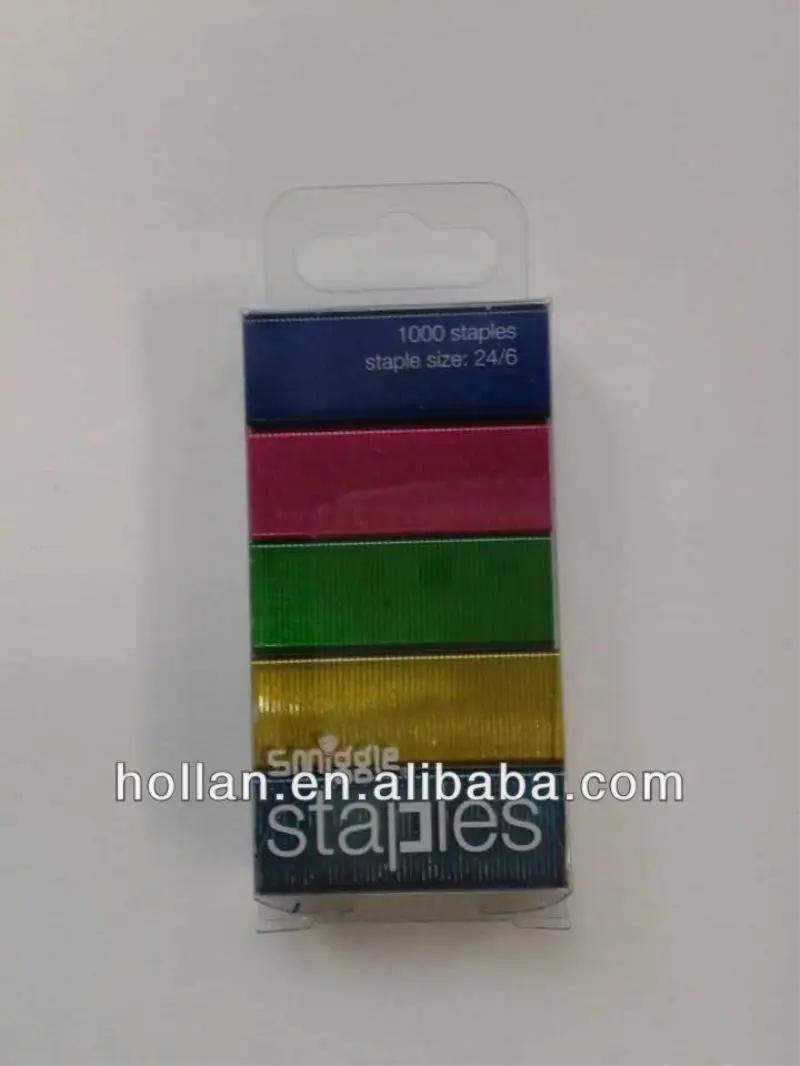 1000 staples
staple size: 24/6
smiggle
hollan.en.alibaba.com
staples